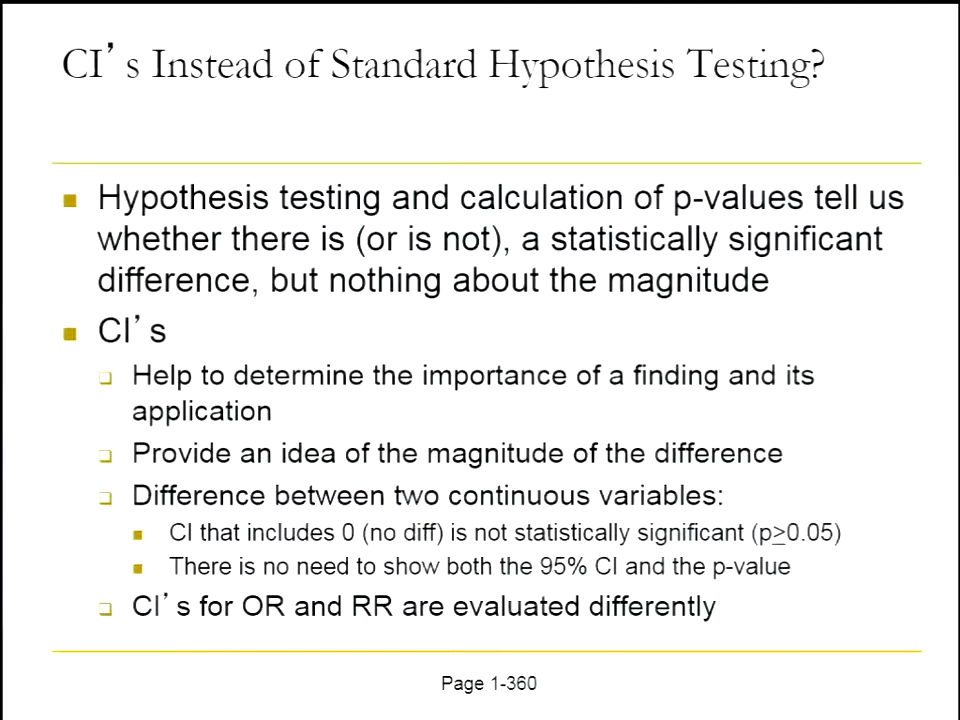 CI’s Instead of Standard Hypothesis Testing?
Hypothesis testing and calculation of p-values tell us
whether there is (or is not), a statistically significant
difference, but nothing about the magnitude
CI’s
Help to determine the importance of a finding and its
application
Provide an idea of the magnitude of the difference
Difference between two continuous variables:
CI that includes 0 (no diff) is not statistically significant (p≥0.05)
There is no need to show both the 95% CI and the p-value
CI’s for OR and RR are evaluated differently
Page 1-360